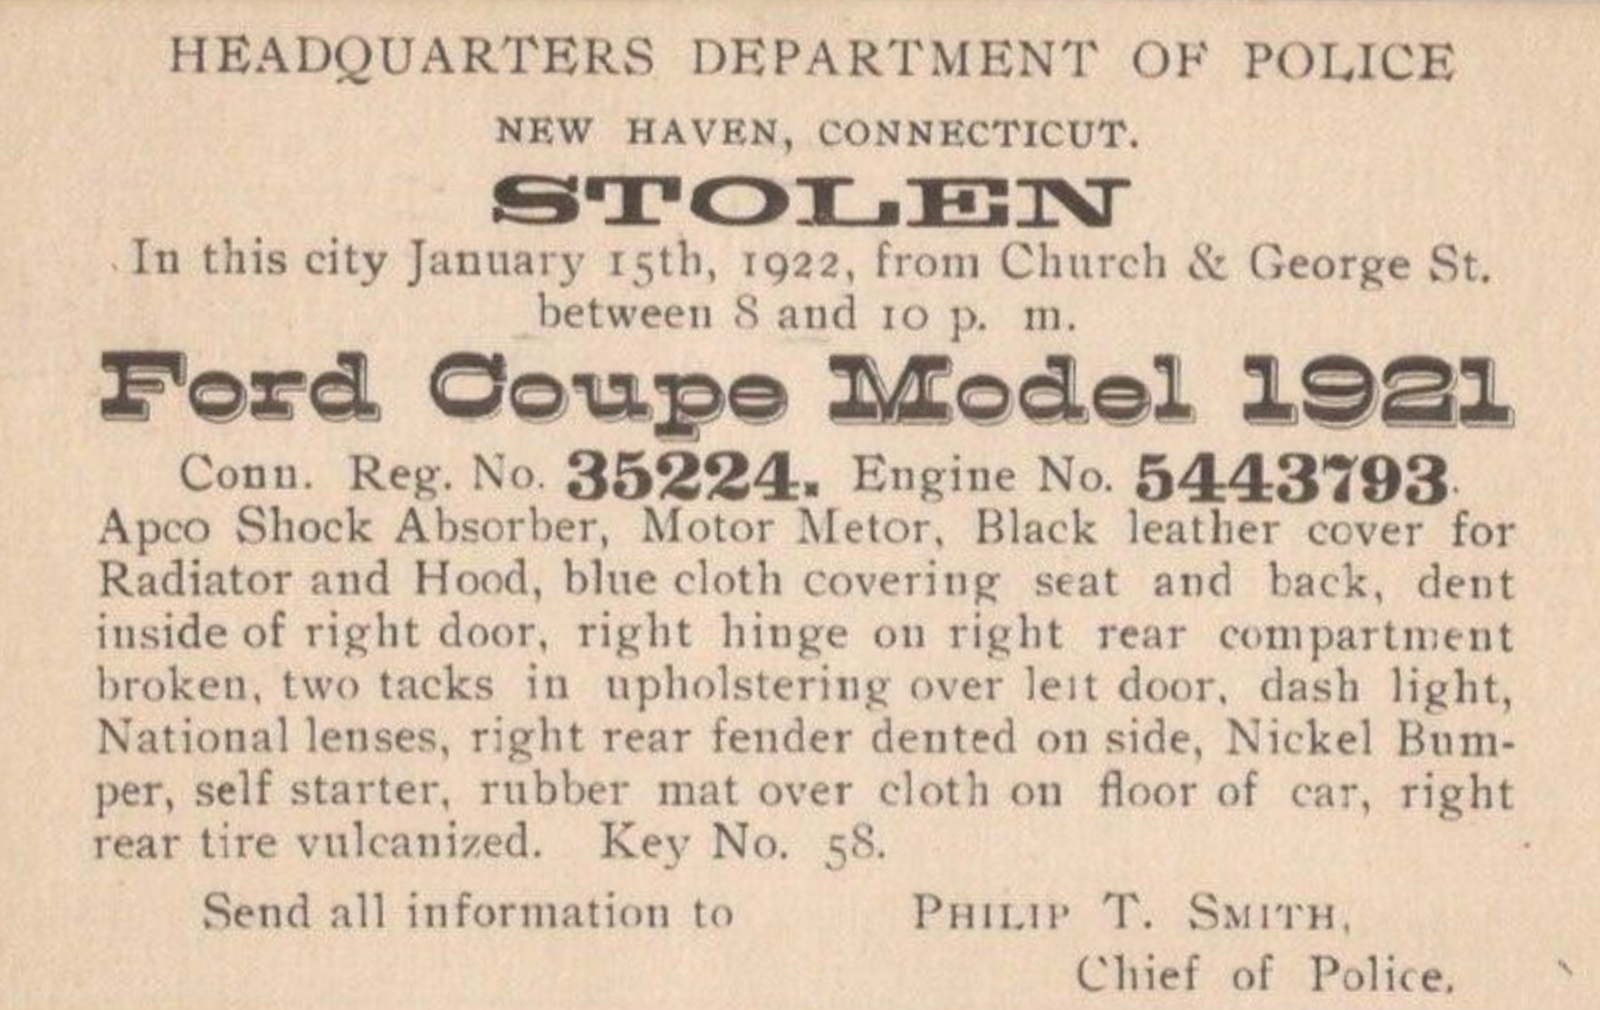 HEADQUARTERS DEPARTMENT OF POLICE
NEW HAVEN, CONNECTICUT.
STOLEN
In this city January 15th, 1922, from Church & George St.
between 8 and 10 p. m.
Ford Coupe Model 1921
Conn. Reg. No. 35224. Engine No. 5443793.
Apco Shock Absorber, Motor Metor, Black leather cover for
Radiator and Hood, blue cloth covering seat and back, dent
inside of right door, right hinge on right rear compartment
broken, two tacks in upholstering over left door, dash light,
National lenses, right rear fender dented on side, Nickel Bum-
per, self starter, rubber mat over cloth on floor of car, right
rear tire vulcanized. Key No. 58.
Send all information to PHILIP T. SMITH,
Chief of Police.